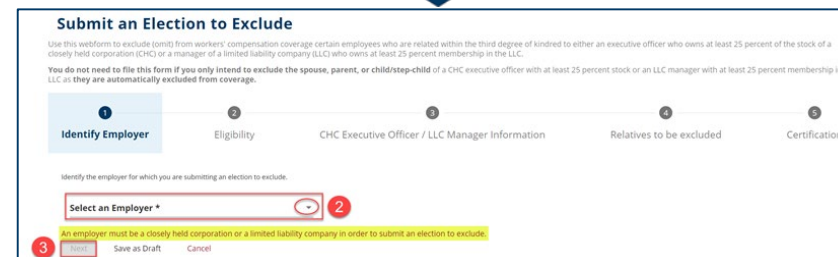 Submit an Election to Exclude
Use this webform to exclude (omit) from workers' compensation coverage certain employees who are related within the third degree of kindred to either an executive officer who owns at least 25 percent of the stock of a
closely held corporation (CHC) or a manager of a limited liability company (LLC) who owns at least 25 percent membership in the LLC.
You do not need to file this form if you only intend to exclude the spouse, parent, or child/step-child of a CHC executive officer with at least 25 percent stock or an LLC manager with at least 25 percent membership i
LLC as they are automatically excluded from coverage.
1 2 3 4 5
Identify Employer Eligibility CHC Executive Officer / LLC Manager Information Relatives to be excluded Certification
Identify the employer for which you are submitting an election to exclude.
Select an Employer * 2
An employer must be a closely held corporation or a limited liability company in order to submit an election to exclude.
3 Next Save as Draft Cancel